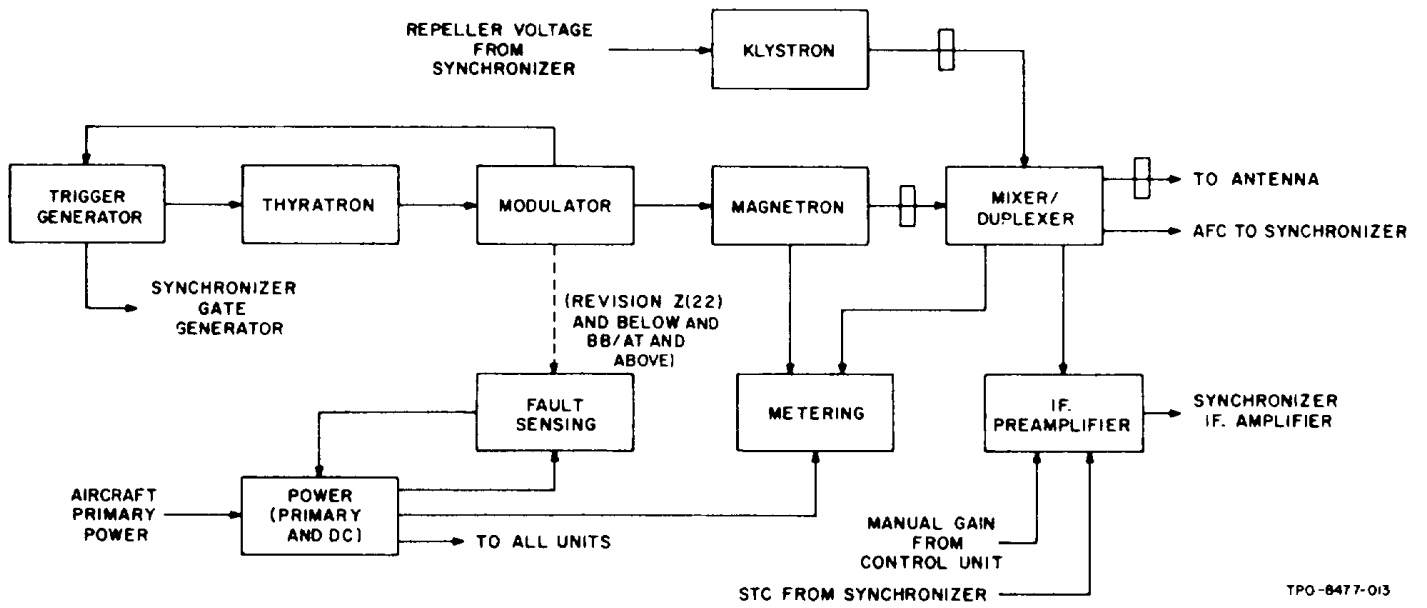 REPELLER VOLTAGE
FROM
SYNCHRONIZER
KLYSTRON
TRIGGER
GENERATOR
THYRATRON
MODULATOR
MAGNETRON
MIXER/
DUPLEXER
TO ANTENNA
AFC TO SYNCHRONIZER
SYNCHRONIZER
GATE
GENERATOR
(REVISION Z(22)
AND BELOW AND
BB/AT AND
ABOVE)
FAULT
SENSING
METERING
I.F.
PREAMPLIFIER
SYNCHRONIZER
I.F. AMPLIFIER
AIRCRAFT
PRIMARY
POWER
POWER
(PRIMARY
AND DC)
TO ALL UNITS
MANUAL GAIN
FROM
CONTROL UNIT
STC FROM SYNCHRONIZER
TPO-8477-013